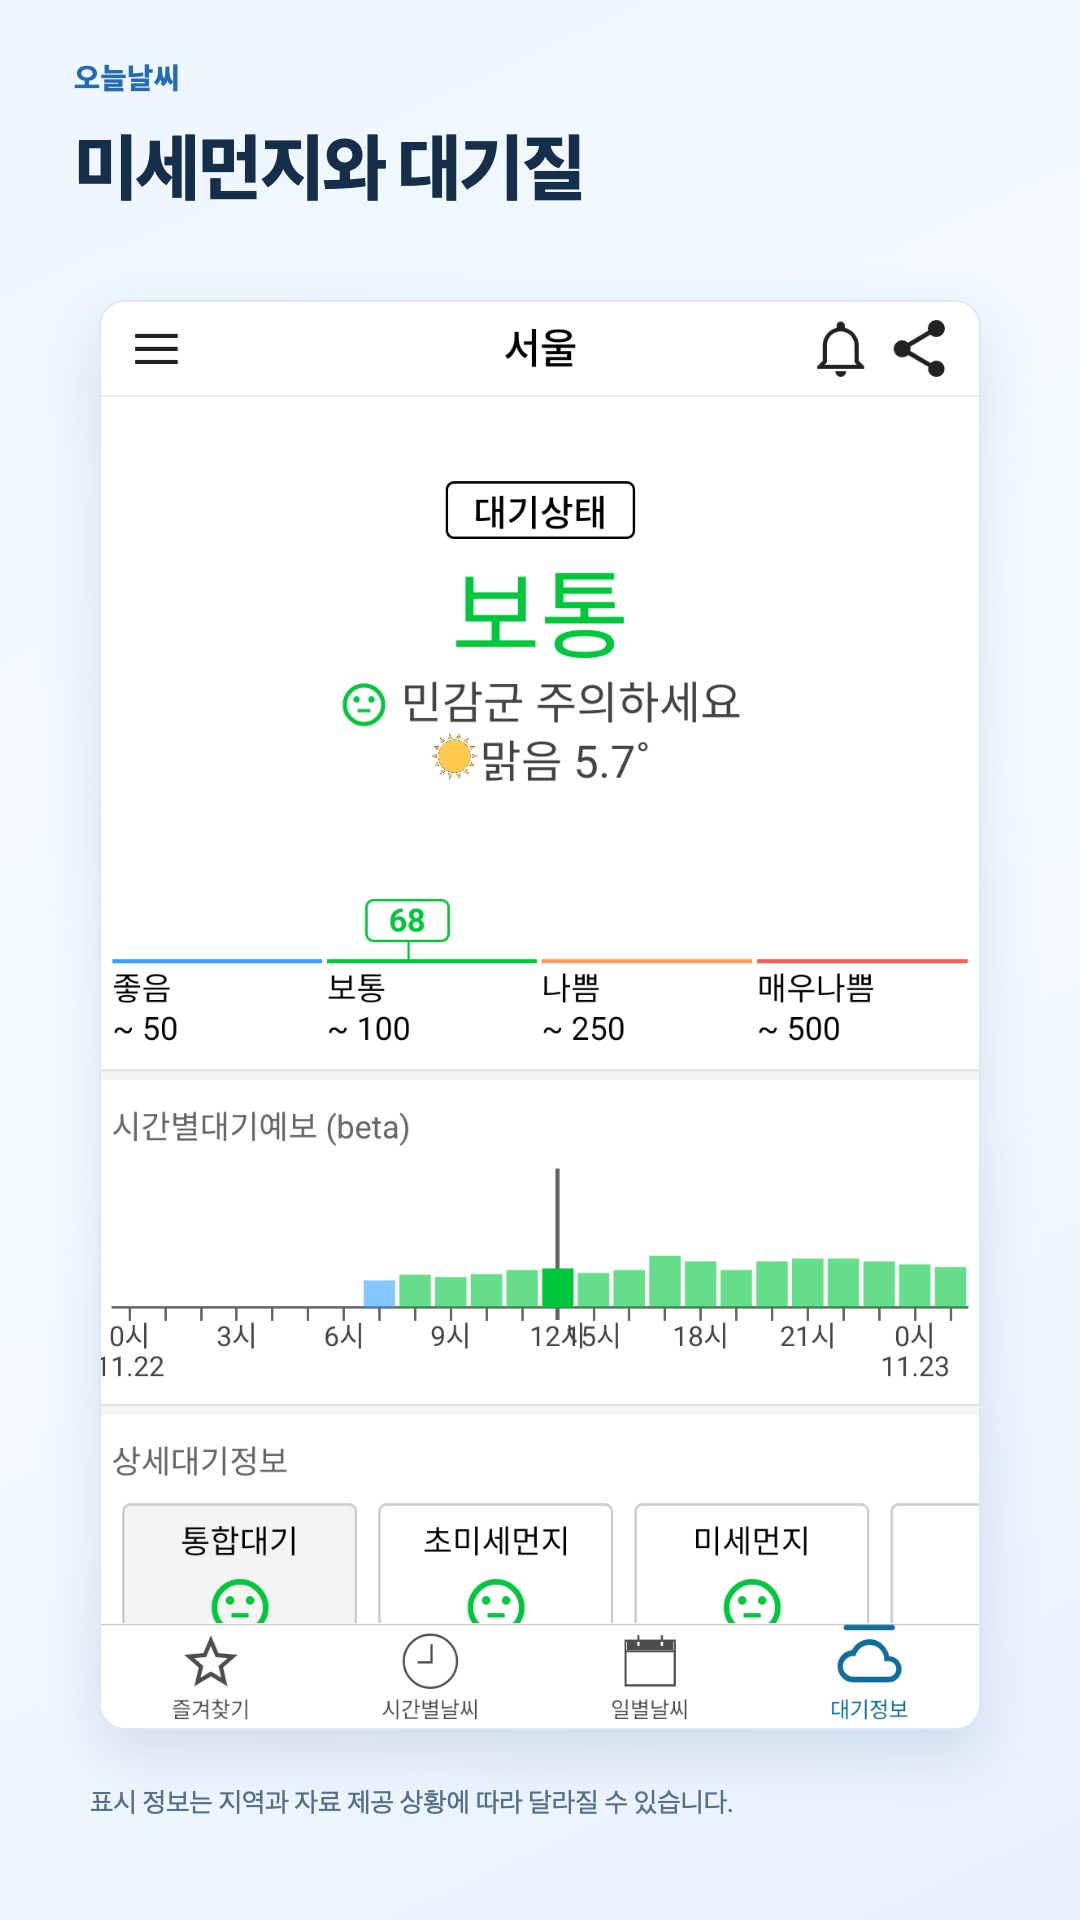 오늘날씨
미세먼지와 대기질
서울
대기상태
보통
민감군 주의하세요
맑음 5.7°
68
좋음 보통 나쁨 매우나쁨
~ 50 ~ 100 ~ 250 ~ 500
시간별대기예보 (beta)
0시 3시 6시 9시 12시 15시 18시 21시 0시
11.22 11.23
상세대기정보
통합대기 초미세먼지 미세먼지
즐겨찾기 시간별날씨 일별날씨 대기정보
표시 정보는 지역과 자료 제공 상황에 따라 달라질 수 있습니다.